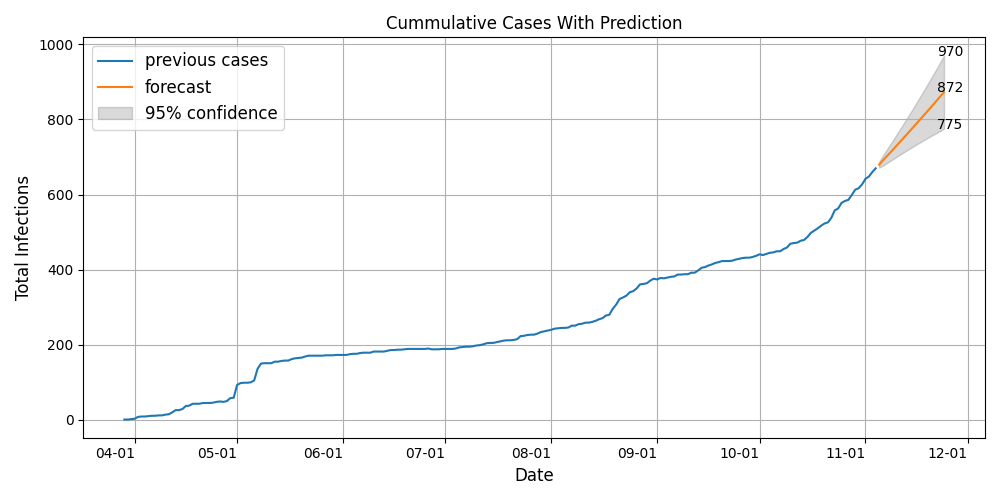 Cummulative Cases With Prediction
previous cases
forecast
95% confidence
970
872
775
Total Infections
1000
800
600
400
200
0
04-01 05-01 06-01 07-01 08-01 09-01 10-01 11-01 12-01
Date